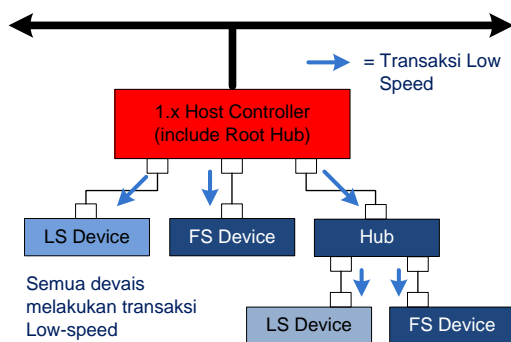 = Transaksi Low
Speed
1.x Host Controller
(include Root Hub)
LS Device
FS Device
Hub
Semua devais
melakukan transaksi
Low-speed
LS Device
FS Device